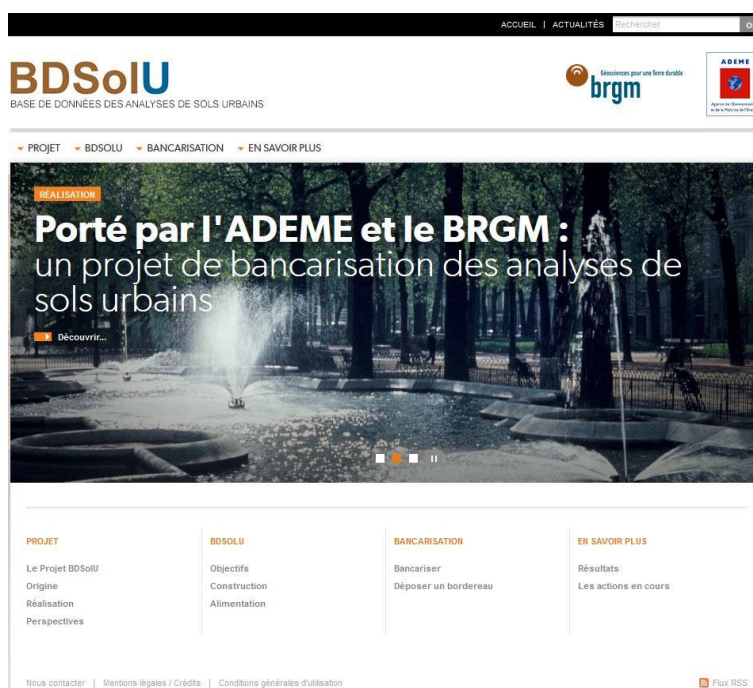 ACCUEIL | ACTUALITÉS Rechercher
BDSolU
BASE DE DONNÉES DES ANALYSES DE SOLS URBAINS
Géosciences pour une Terre durable
brgm
ADEME
PROJET BDSOLU BANCARISATION EN SAVOIR PLUS
RÉALISATION
Porté par l'ADEME et le BRGM :
un projet de bancarisation des analyses de
sols urbains
Découvrir...
PROJET
Le Projet BDSolU
Origine
Réalisation
Perspectives
BDSOLU
Objectifs
Construction
Alimentation
BANCARISATION
Bancariser
Déposer un bordereau
EN SAVOIR PLUS
Résultats
Les actions en cours
Nous contacter | Mentions légales / Crédits | Conditions générales d'utilisation
Flux RSS